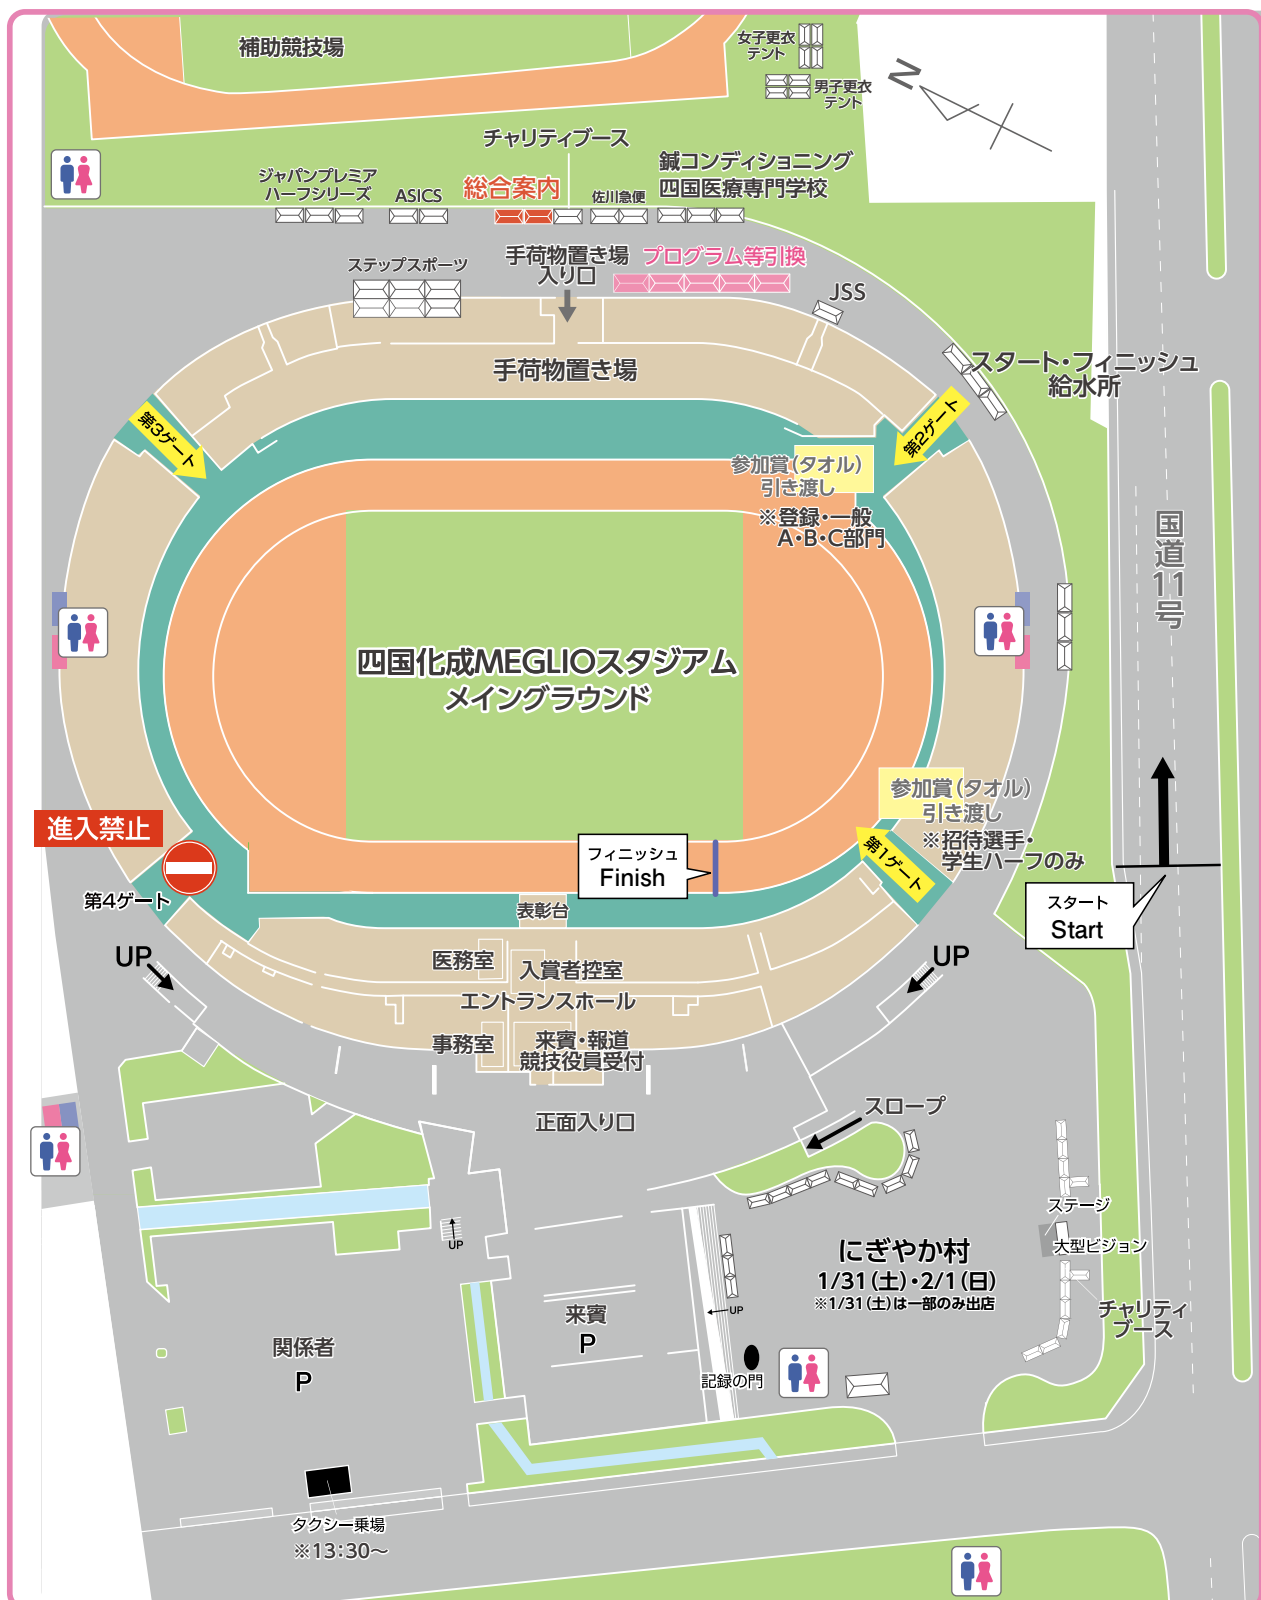 補助競技場
女子更衣
テント
男子更衣
テント
N
チャリティブース
ジャパンプレミア
ハーフシリーズ
ASICS
総合案内
佐川急便
鍼コンディショニング
四国医療専門学校
ステップスポーツ
手荷物置き場
入り口
プログラム等引換
JSS
手荷物置き場
スタート・フィニッシュ
給水所
第3ゲート
第2ゲート
参加賞(タオル)
引き渡し
※登録・一般
A・B・C部門
国道11号
四国化成MEGLIOスタジアム
メイングラウンド
参加賞(タオル)
引き渡し
※招待選手・
学生ハーフのみ
進入禁止
第4ゲート
フィニッシュ
Finish
第1ゲート
表彰台
スタート
Start
UP
UP
医務室
入賞者控室
エントランスホール
事務室
来賓・報道
競技役員受付
正面入り口
スロープ
UP
ステージ
大型ビジョン
にぎやか村
1/31(土)・2/1(日)
※1/31(土)は一部のみ出店
UP
チャリティ
ブース
来賓
P
関係者
P
記録の門
タクシー乗場
※13:30〜